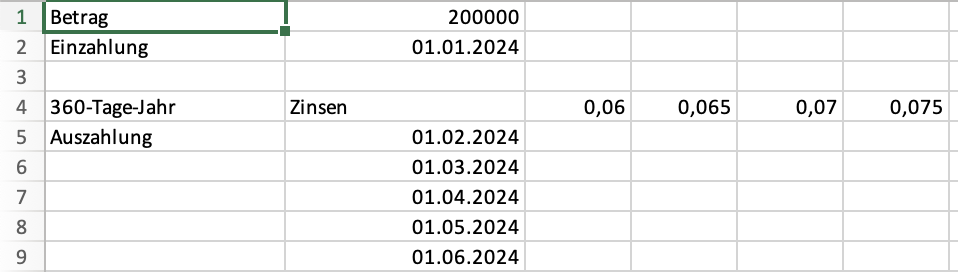 1 Betrag 200000
2 Einzahlung 01.01.2024
3
4 360-Tage-Jahr Zinsen 0,06 0,065 0,07 0,075
5 Auszahlung 01.02.2024
6 01.03.2024
7 01.04.2024
8 01.05.2024
9 01.06.2024